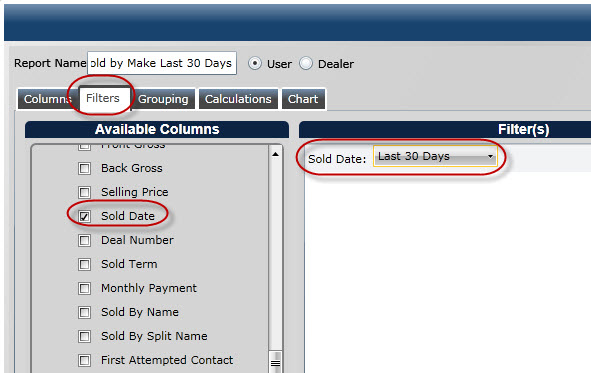 Report Name old by Make Last 30 Days User Dealer
Columns Filters Grouping Calculations Chart
Available Columns Filter(s)
Front Gross
Sold Date: Last 30 Days
Back Gross
Selling Price
Sold Date
Deal Number
Sold Term
Monthly Payment
Sold By Name
Sold By Split Name
First Attempted Contact